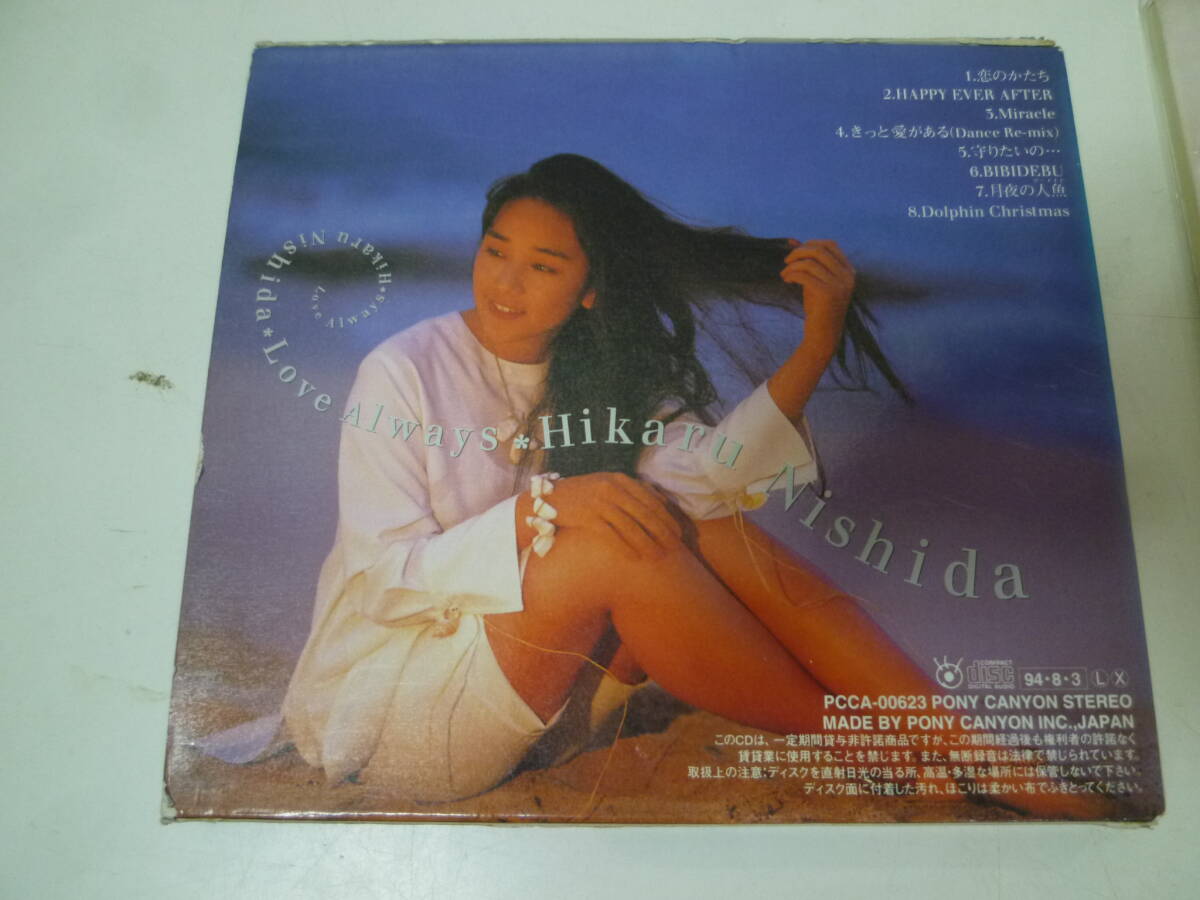 1.恋のかたち
2.HAPPY EVER AFTER
3.Miracle
4.きっと愛がある(Dance Re-mix)
5.守りたいの…
6.BIBIDEBU
7.月夜の人魚
8.Dolphin Christmas
Love Always*Hikaru Nishida*Love Always*Hikaru Nishida
COMPACT
disc
DIGITAL AUDIO
94・8・3 L X
PCCA-00623 PONY CANYON STEREO
MADE BY PONY CANYON INC.,JAPAN
このCDは、一定期間貸与非許諾商品ですが、この期間経過後も権利者の許諾なく
賃貸業に使用することを禁じます。また、無断録音は法律で禁じられています。
取扱上の注意:ディスクを直射日光の当る所、高温・多湿な場所には保管しないで下さい。
ディスク面に付着した汚れ、ほこりは柔かい布でふきとってください。